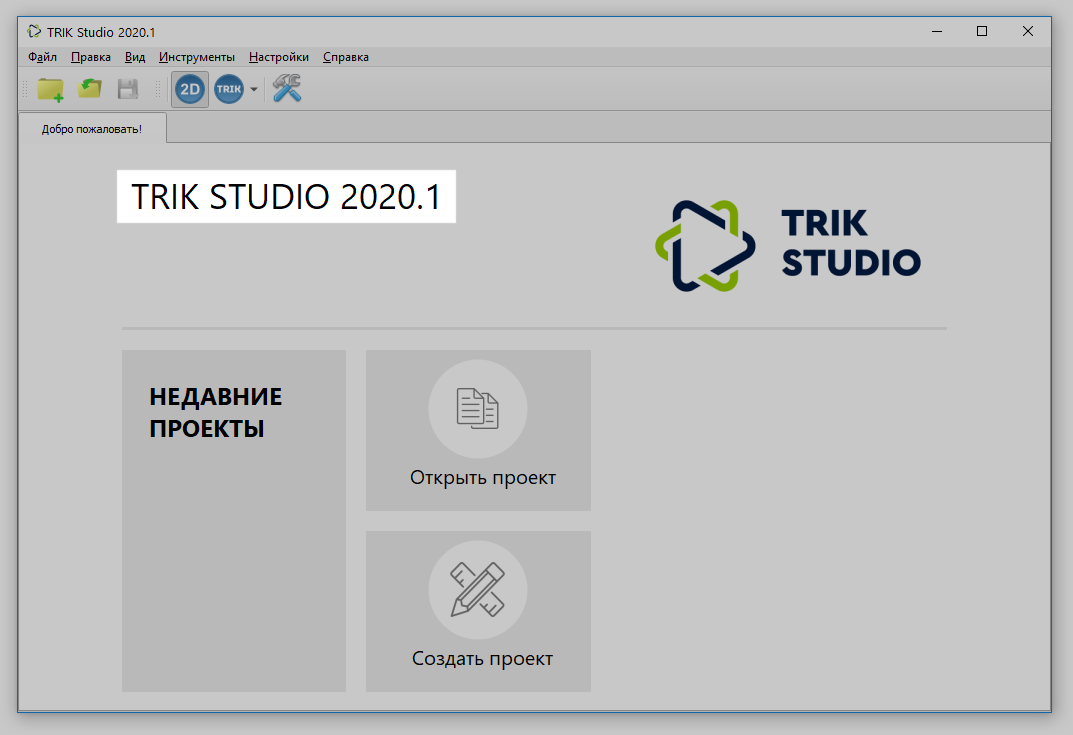 TRIK Studio 2020.1
Файл Правка Вид Инструменты Настройки Справка
2D TRIK
Добро пожаловать!
TRIK STUDIO 2020.1
TRIK
STUDIO
НЕДАВНИЕ
ПРОЕКТЫ
Открыть проект
Создать проект